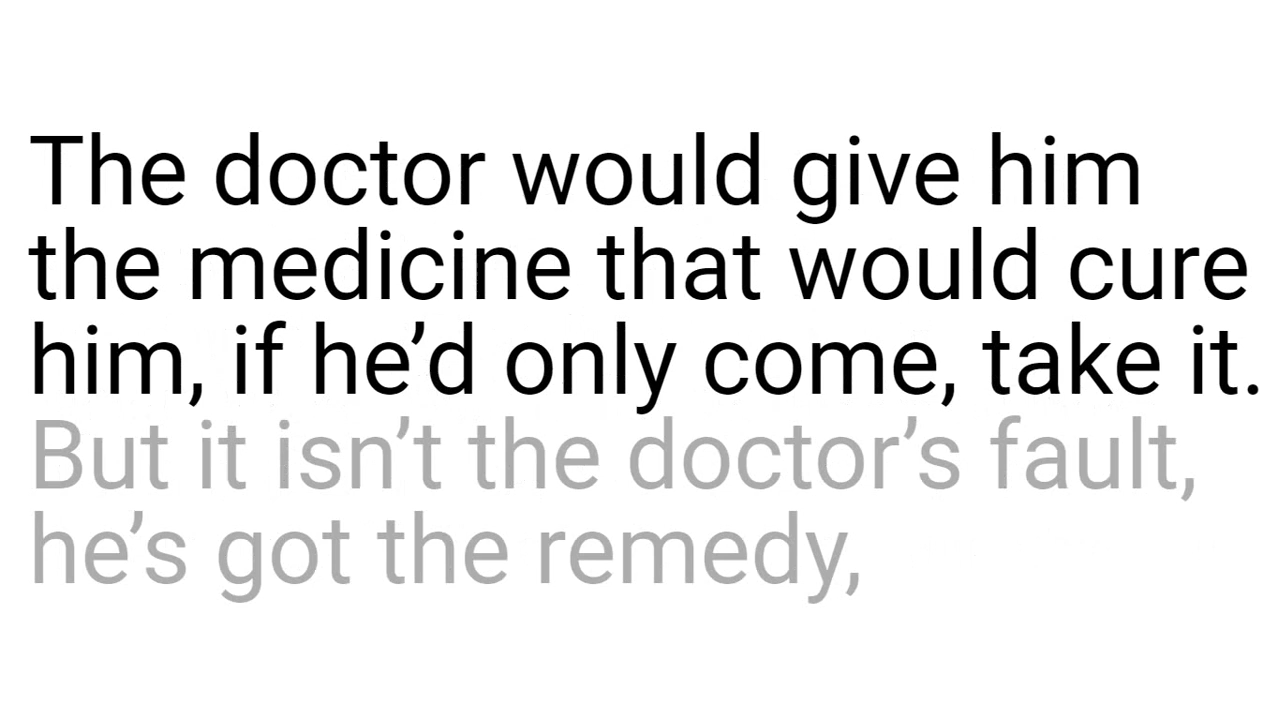 The doctor would give him
the medicine that would cure
him, if he’d only come, take it.
But it isn’t the doctor’s fault,
he’s got the remedy,